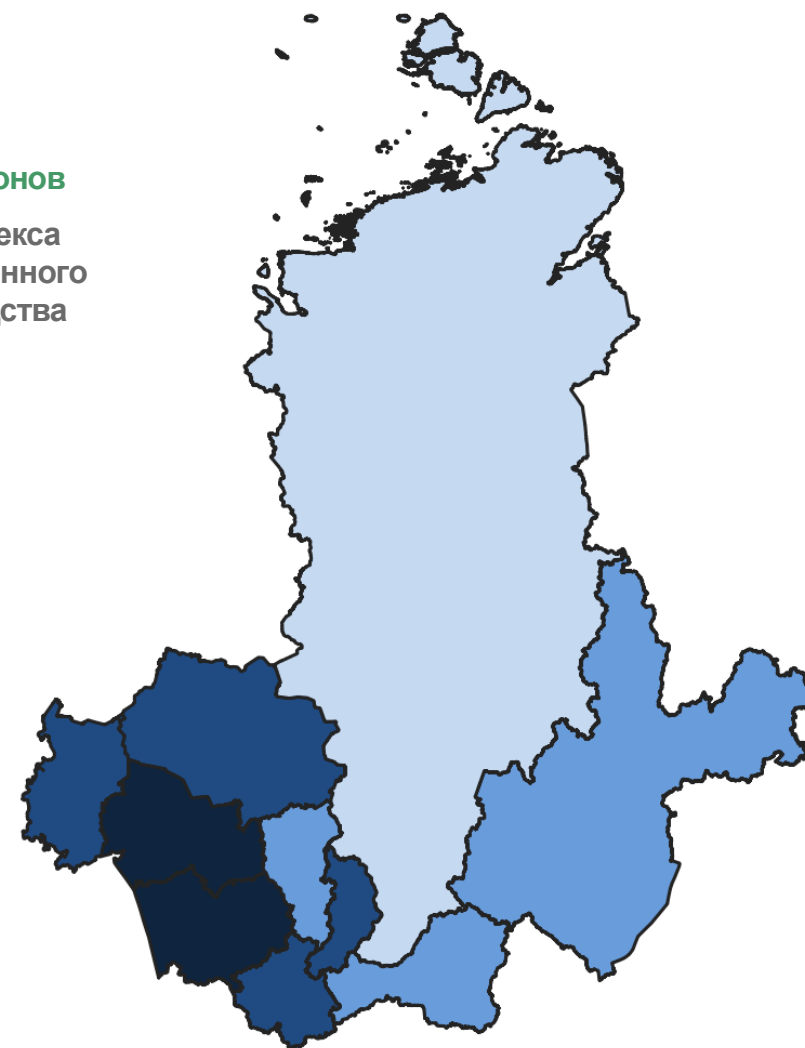 онов
екса
нного
ства